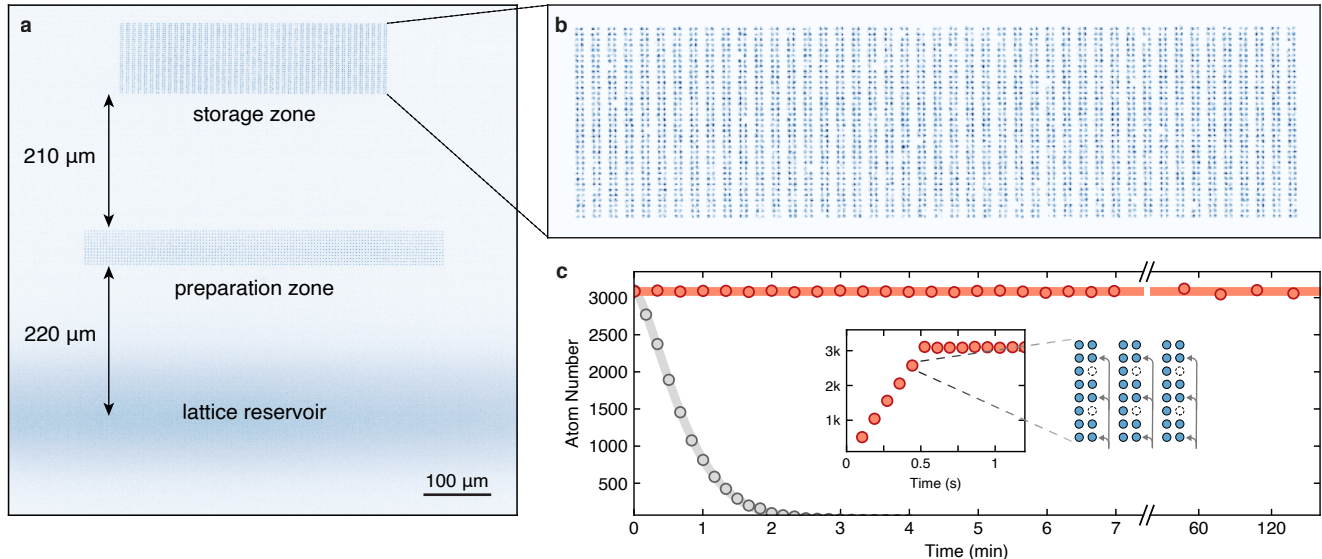 a
storage zone
210 μm
preparation zone
220 μm
lattice reservoir
100 μm
b
c
Atom Number
3000
2500
2000
1500
1000
500
0 1 2 3 4 5 6 7 60 120
Time (min)
3k
2k
1k
0 0.5 1
Time (s)